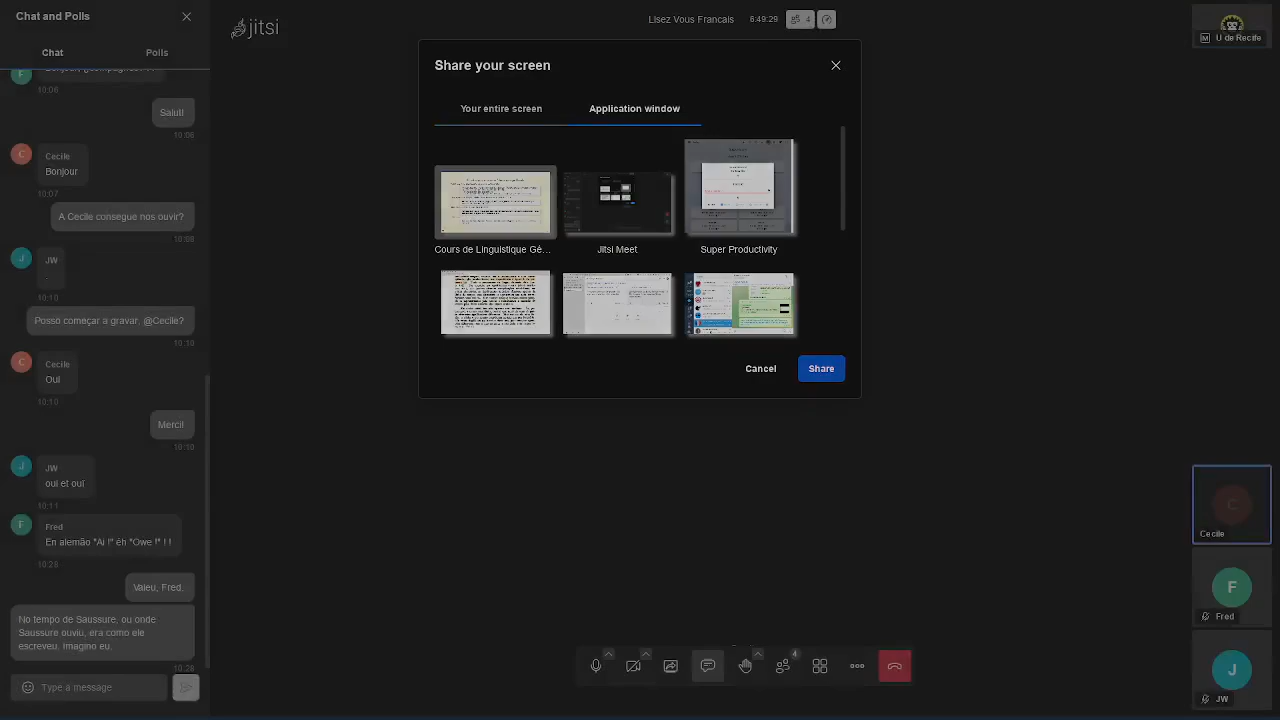 Chat and Polls
Chat
Polls
10:06
Salut!
10:06
Cecile
Bonjour
10:07
A Cecile consegue nos ouvir?
10:08
JW
10:10
Posso começar a gravar, @Cecile?
10:10
Cecile
Oui
10:10
Merci!
10:10
JW
oui et oui
10:11
Fred
En alemão "Ai !" éh "Owe !" ! !
10:28
Valeu, Fred.
No tempo de Saussure, ou onde
Saussure ouviu, era como ele
escreveu, imagino eu.
10:28
Type a message
jitsi
Lisez Vous Francais
6:49:29
4
Share your screen
Your entire screen
Application window
Cours de Linguistique Gé...
Jitsi Meet
Super Productivity
Cancel
Share
4
U de Recife
C
Cecile
F
Fred
J
JW